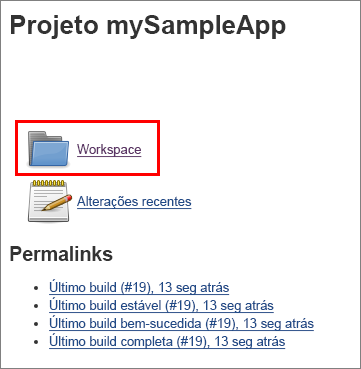 Projeto mySampleApp
Workspace
Alterações recentes
Permalinks
Último build (#19), 13 seg atrás
Último build estável (#19), 13 seg atrás
Último build bem-sucedida (#19), 13 seg atrás
Último build completa (#19), 13 seg atrás